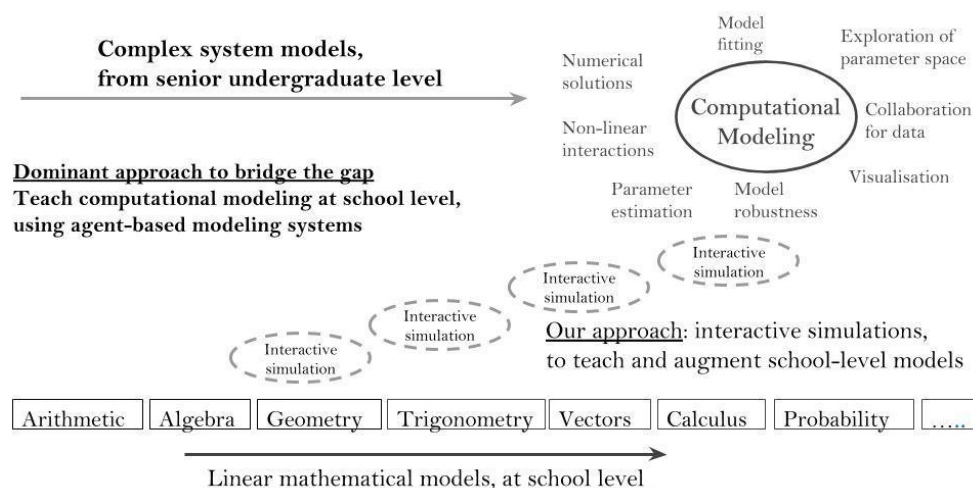 Complex system models,
from senior undergraduate level
Model
fitting
Exploration of
parameter space
Numerical
solutions
Computational
Modeling
Collaboration
for data
Non-linear
interactions
Visualisation
Parameter
estimation
Model
robustness
Dominant approach to bridge the gap
Teach computational modeling at school level,
using agent-based modeling systems
Interactive
simulation
Interactive
simulation
Interactive
simulation
Interactive
simulation
Our approach: interactive simulations,
to teach and augment school-level models
Arithmetic Algebra Geometry Trigonometry Vectors Calculus Probability .....
Linear mathematical models, at school level